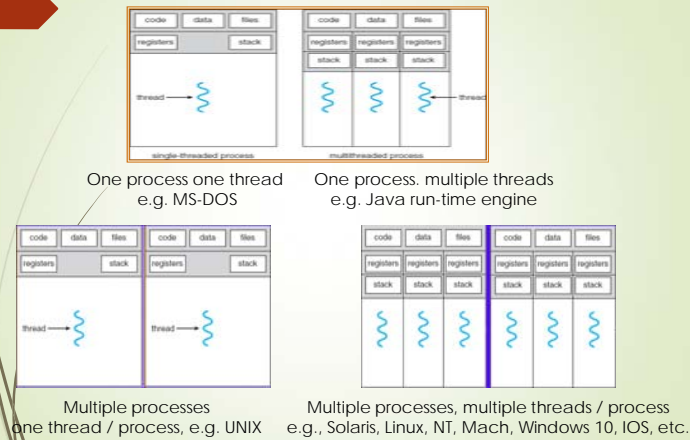 code data files code data files
registers stack registers registers registers
stack stack stack
thread thread
single-threaded process multithreaded process
One process one thread One process. multiple threads
e.g. MS-DOS e.g. Java run-time engine
code data files code data files code data files code data files
registers stack registers stack registers registers registers registers registers registers
stack stack stack stack stack stack
thread thread
Multiple processes Multiple processes, multiple threads / process
one thread / process, e.g. UNIX e.g., Solaris, Linux, NT, Mach, Windows 10, IOS, etc.